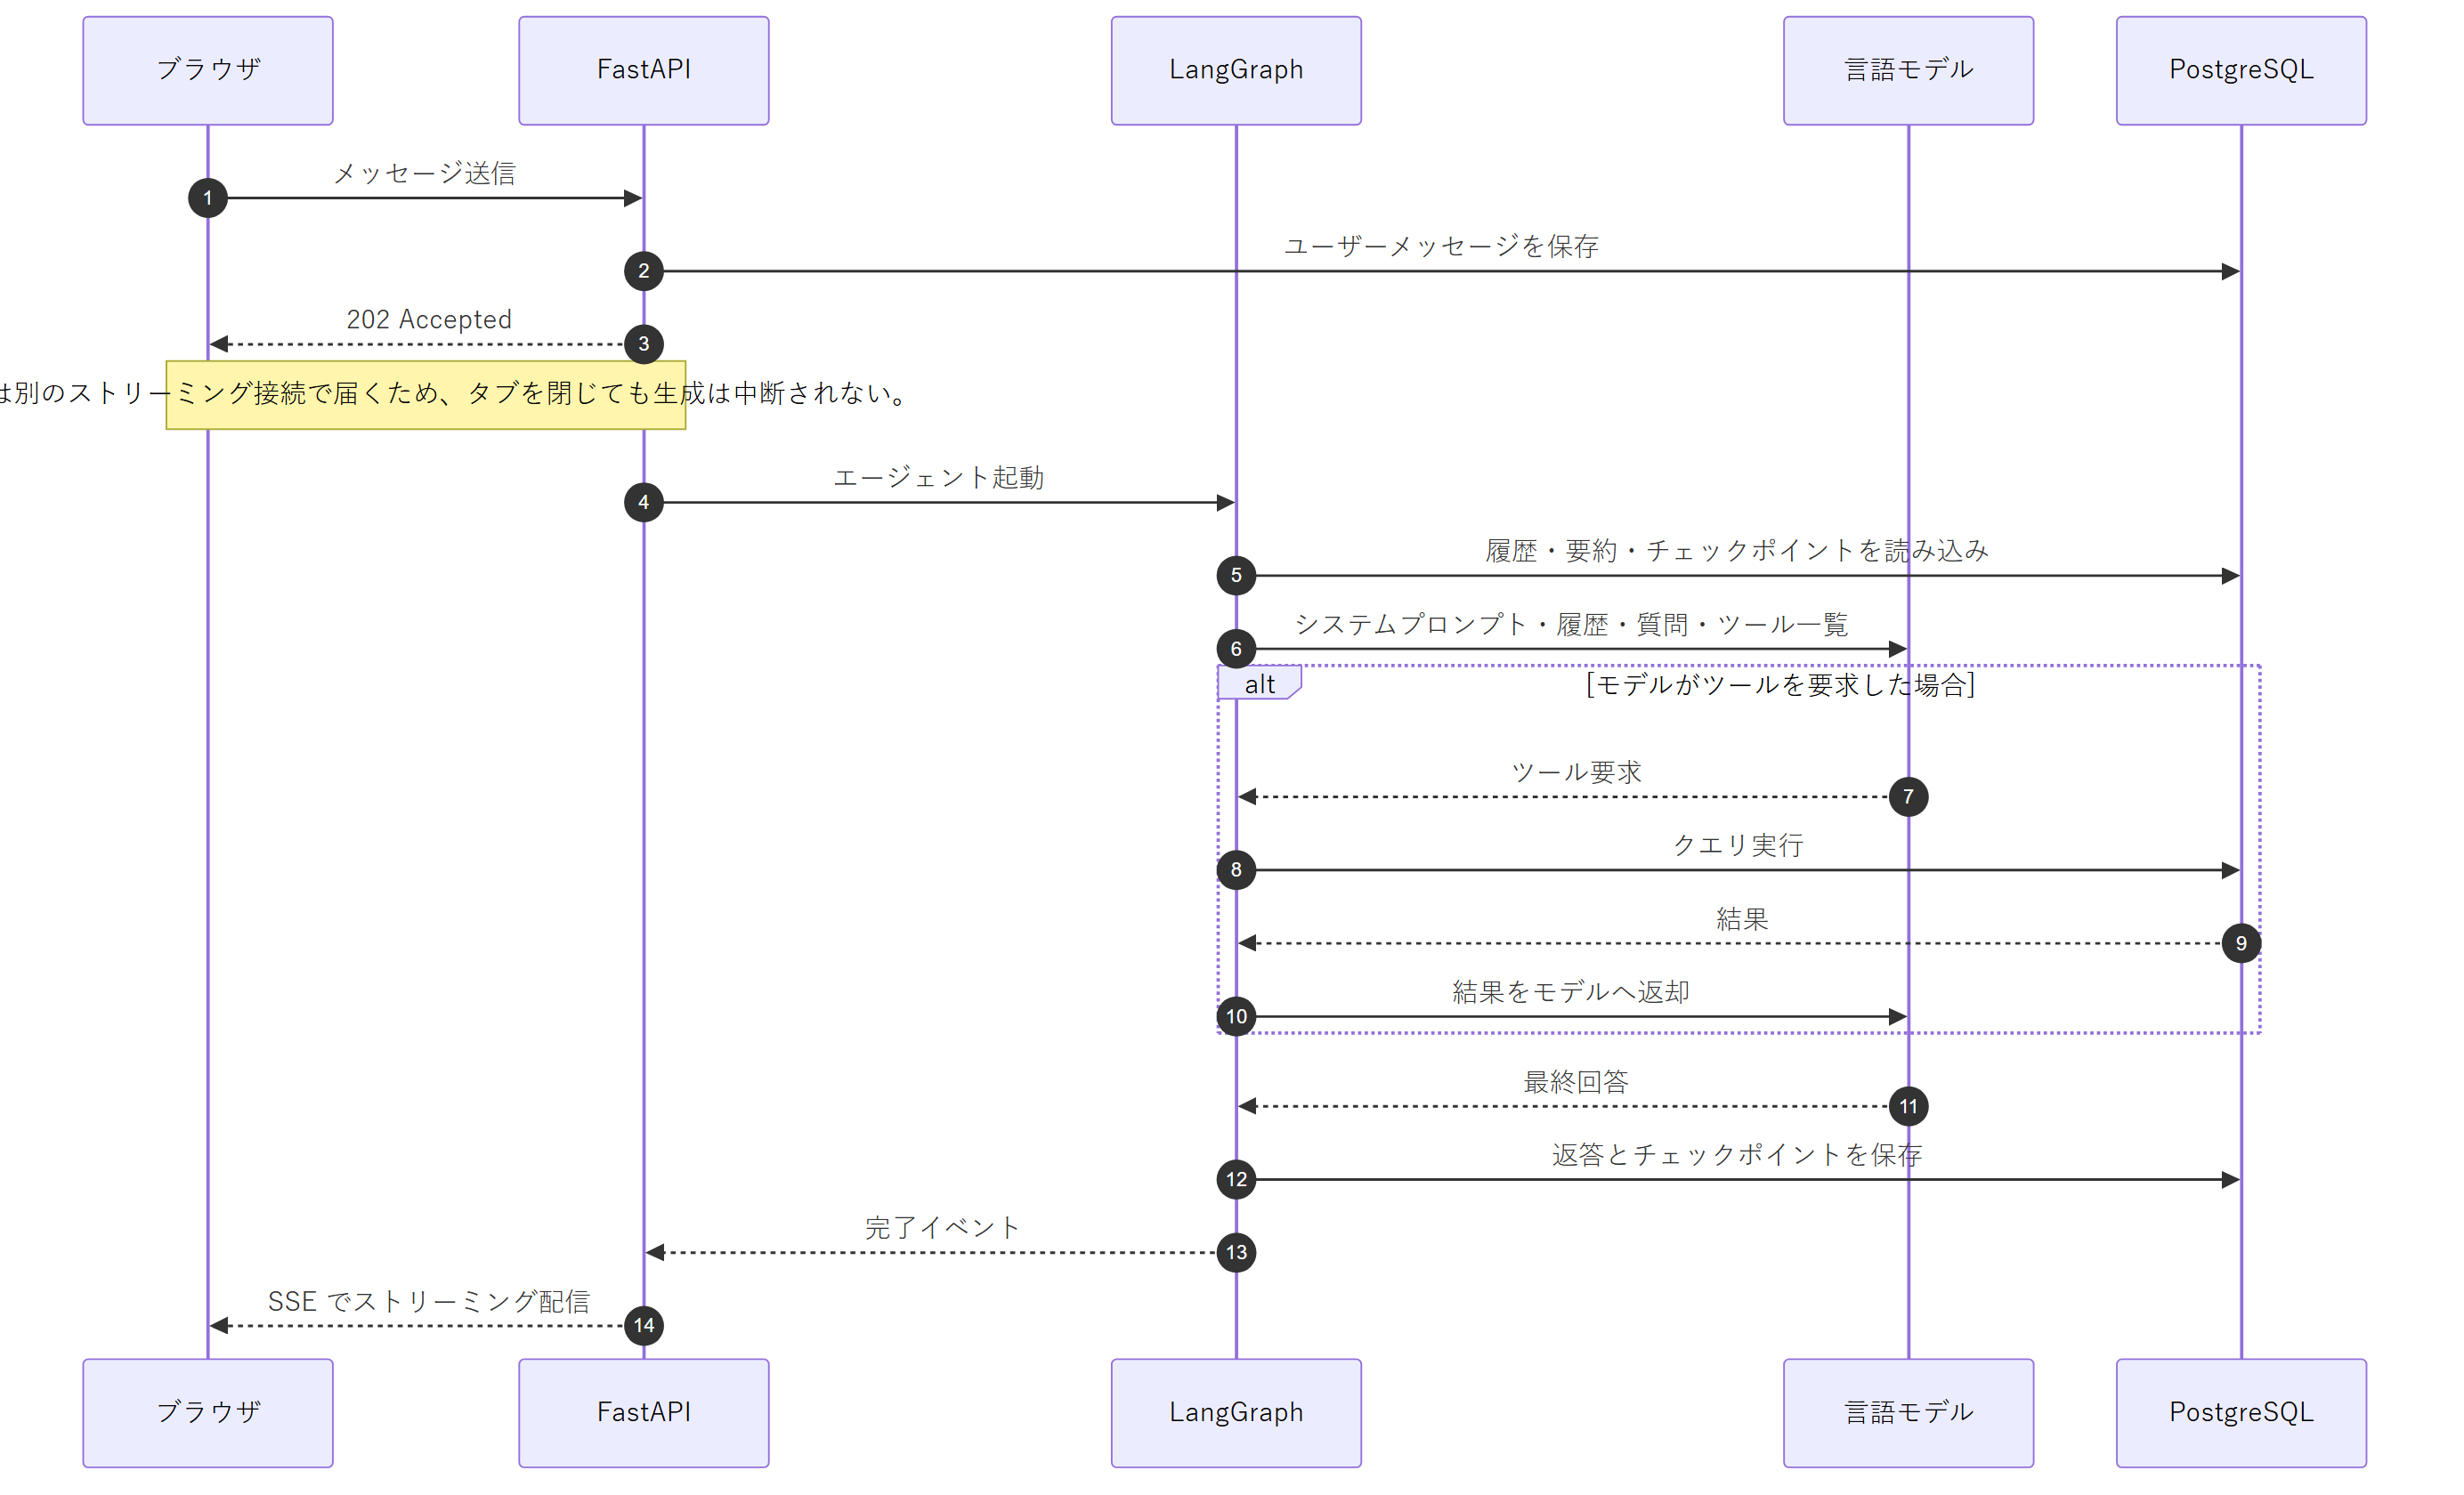 ブラウザ
FastAPI
LangGraph
言語モデル
PostgreSQL
メッセージ送信
1
ユーザーメッセージを保存
2
202 Accepted
3
は別のストリーミング接続で届くため、タブを閉じても生成は中断されない。
エージェント起動
4
履歴・要約・チェックポイントを読み込み
5
システムプロンプト・履歴・質問・ツール一覧
6
alt
[モデルがツールを要求した場合]
ツール要求
7
クエリ実行
8
結果
9
結果をモデルへ返却
10
最終回答
11
返答とチェックポイントを保存
12
完了イベント
13
SSE でストリーミング配信
14
ブラウザ
FastAPI
LangGraph
言語モデル
PostgreSQL